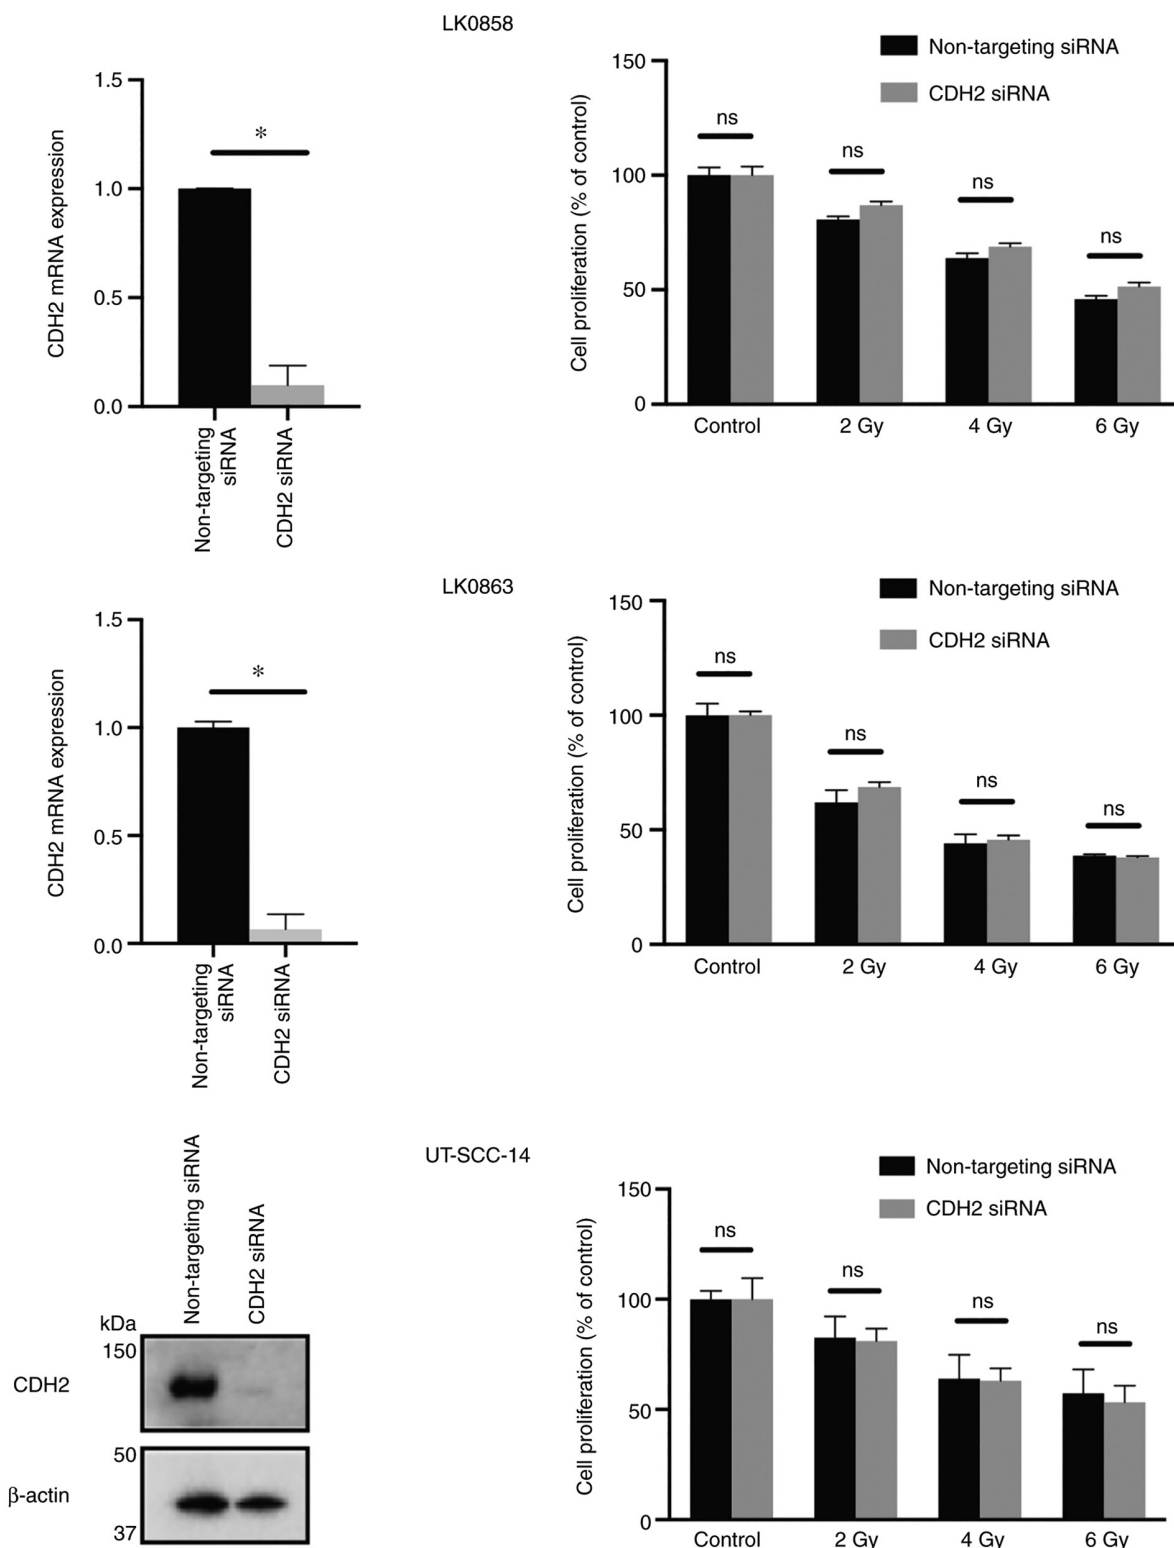 LK0858
CDH2 mRNA expression
1.5
1.0
0.5
0.0
*
Non-targeting
siRNA
CDH2 siRNA
Cell proliferation (% of control)
150
100
50
0
Non-targeting siRNA
CDH2 siRNA
ns
ns
ns
ns
Control
2 Gy
4 Gy
6 Gy
LK0863
CDH2 mRNA expression
1.5
1.0
0.5
0.0
*
Non-targeting
siRNA
CDH2 siRNA
Cell proliferation (% of control)
150
100
50
0
Non-targeting siRNA
CDH2 siRNA
ns
ns
ns
ns
Control
2 Gy
4 Gy
6 Gy
UT-SCC-14
Non-targeting siRNA
CDH2 siRNA
kDa
150
CDH2
50
β-actin
37
Cell proliferation (% of control)
150
100
50
0
Non-targeting siRNA
CDH2 siRNA
ns
ns
ns
ns
Control
2 Gy
4 Gy
6 Gy